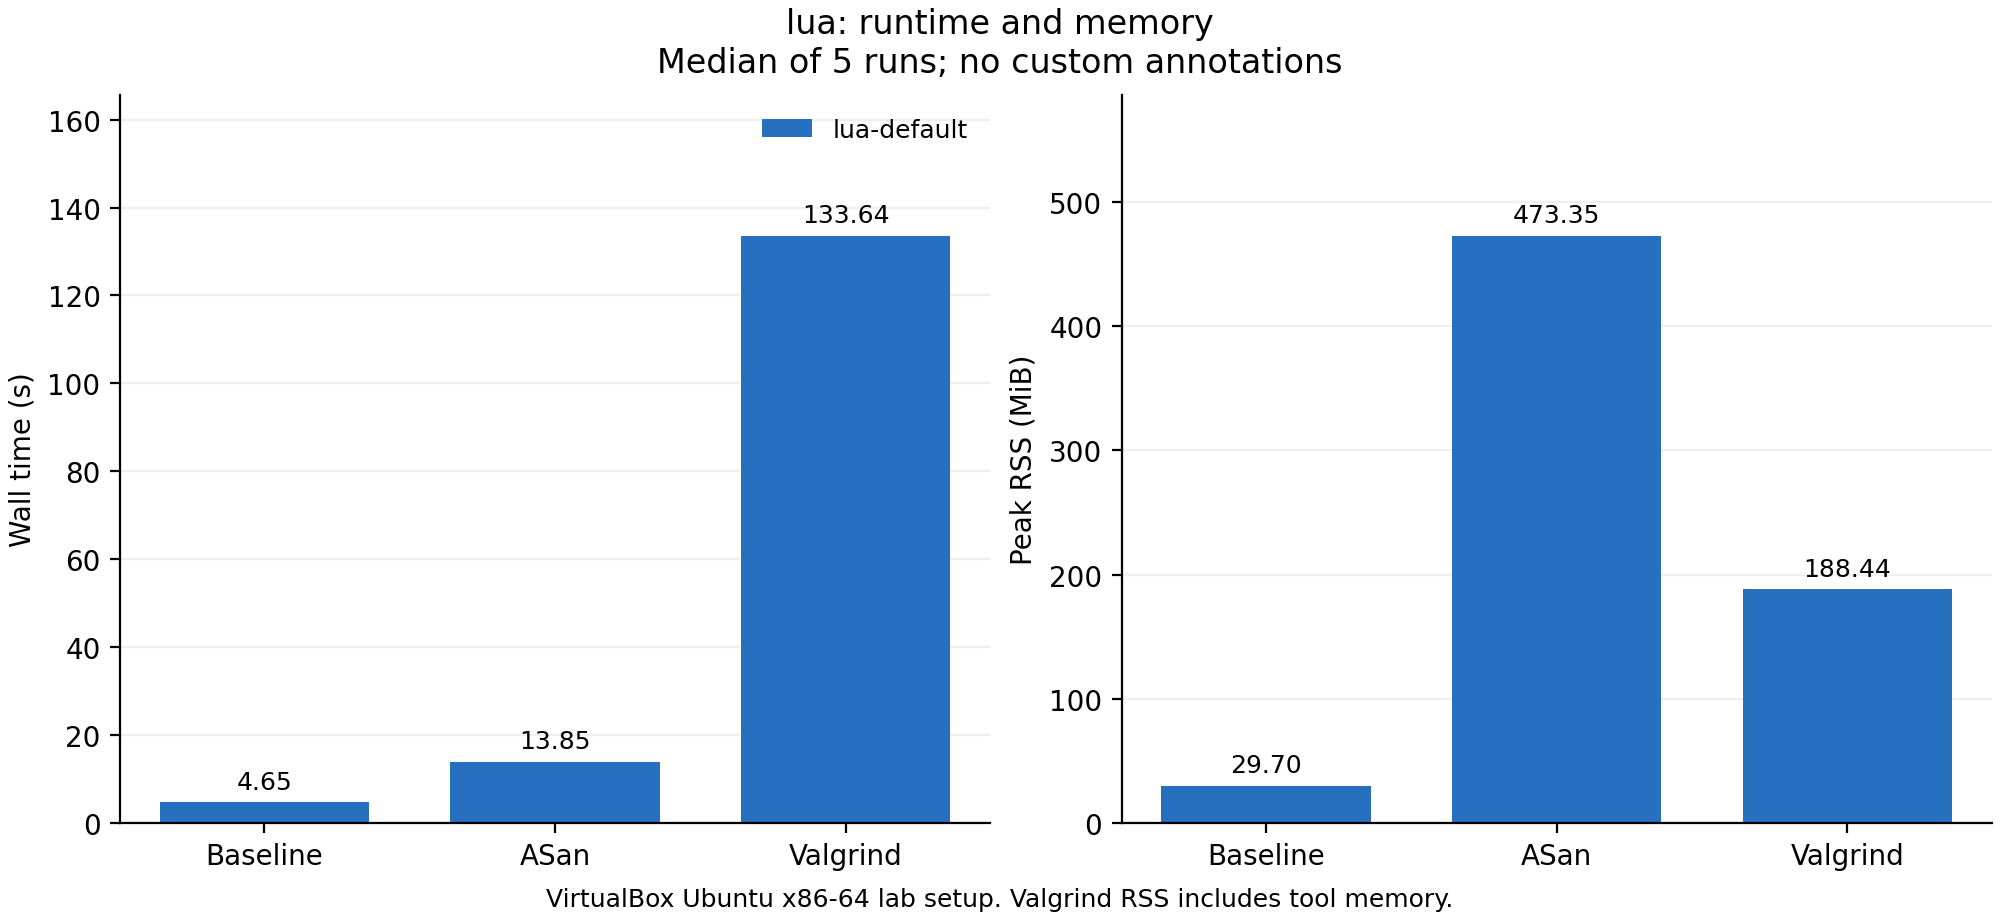 lua: runtime and memory
Median of 5 runs; no custom annotations
Wall time (s)
160
140
120
100
80
60
40
20
0
lua-default
4.65
13.85
133.64
Baseline
ASan
Valgrind
Peak RSS (MiB)
500
400
300
200
100
0
29.70
473.35
188.44
Baseline
ASan
Valgrind
VirtualBox Ubuntu x86-64 lab setup. Valgrind RSS includes tool memory.